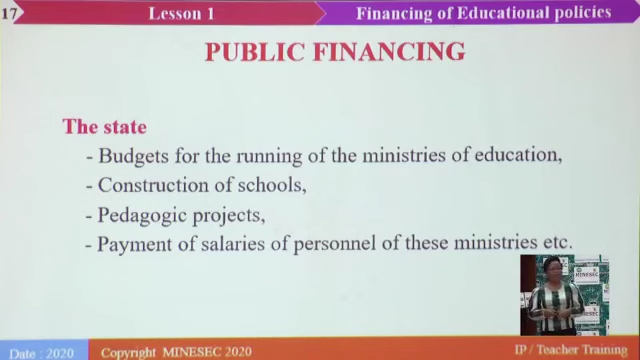 17
Lesson 1
Financing of Educational policies
PUBLIC FINANCING
The state
- Budgets for the running of the ministries of education,
- Construction of schools,
- Pedagogic projects,
- Payment of salaries of personnel of these ministries etc.
MINESEC
Date : 2020
Copyright MINESEC 2020
IP / Teacher Training